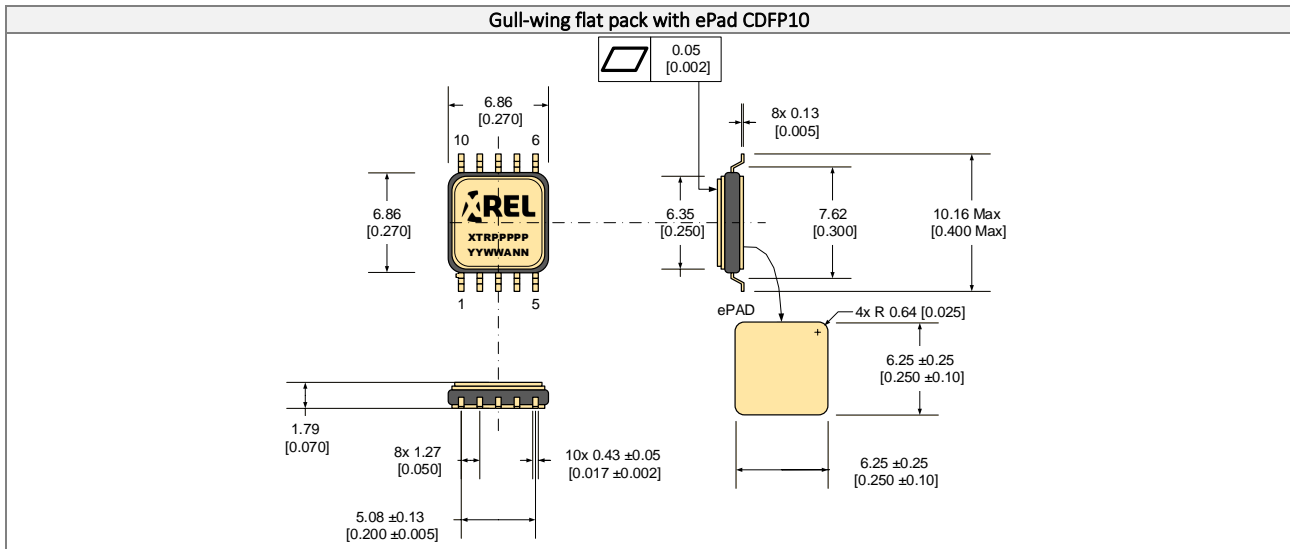 Gull-wing flat pack with ePad CDFP10
0.05
[0.002]
6.86
[0.270]
8x 0.13
[0.005]
10
6
6.86
[0.270]
XREL
XTRPPPPP
YYWWANN
6.35
[0.250]
7.62
[0.300]
10.16 Max
[0.400 Max]
1
5
ePAD
4x R 0.64 [0.025]
+
6.25 ±0.25
[0.250 ±0.10]
1.79
[0.070]
8x 1.27
[0.050]
10x 0.43 ±0.05
[0.017 ±0.002]
6.25 ±0.25
[0.250 ±0.10]
5.08 ±0.13
[0.200 ±0.005]